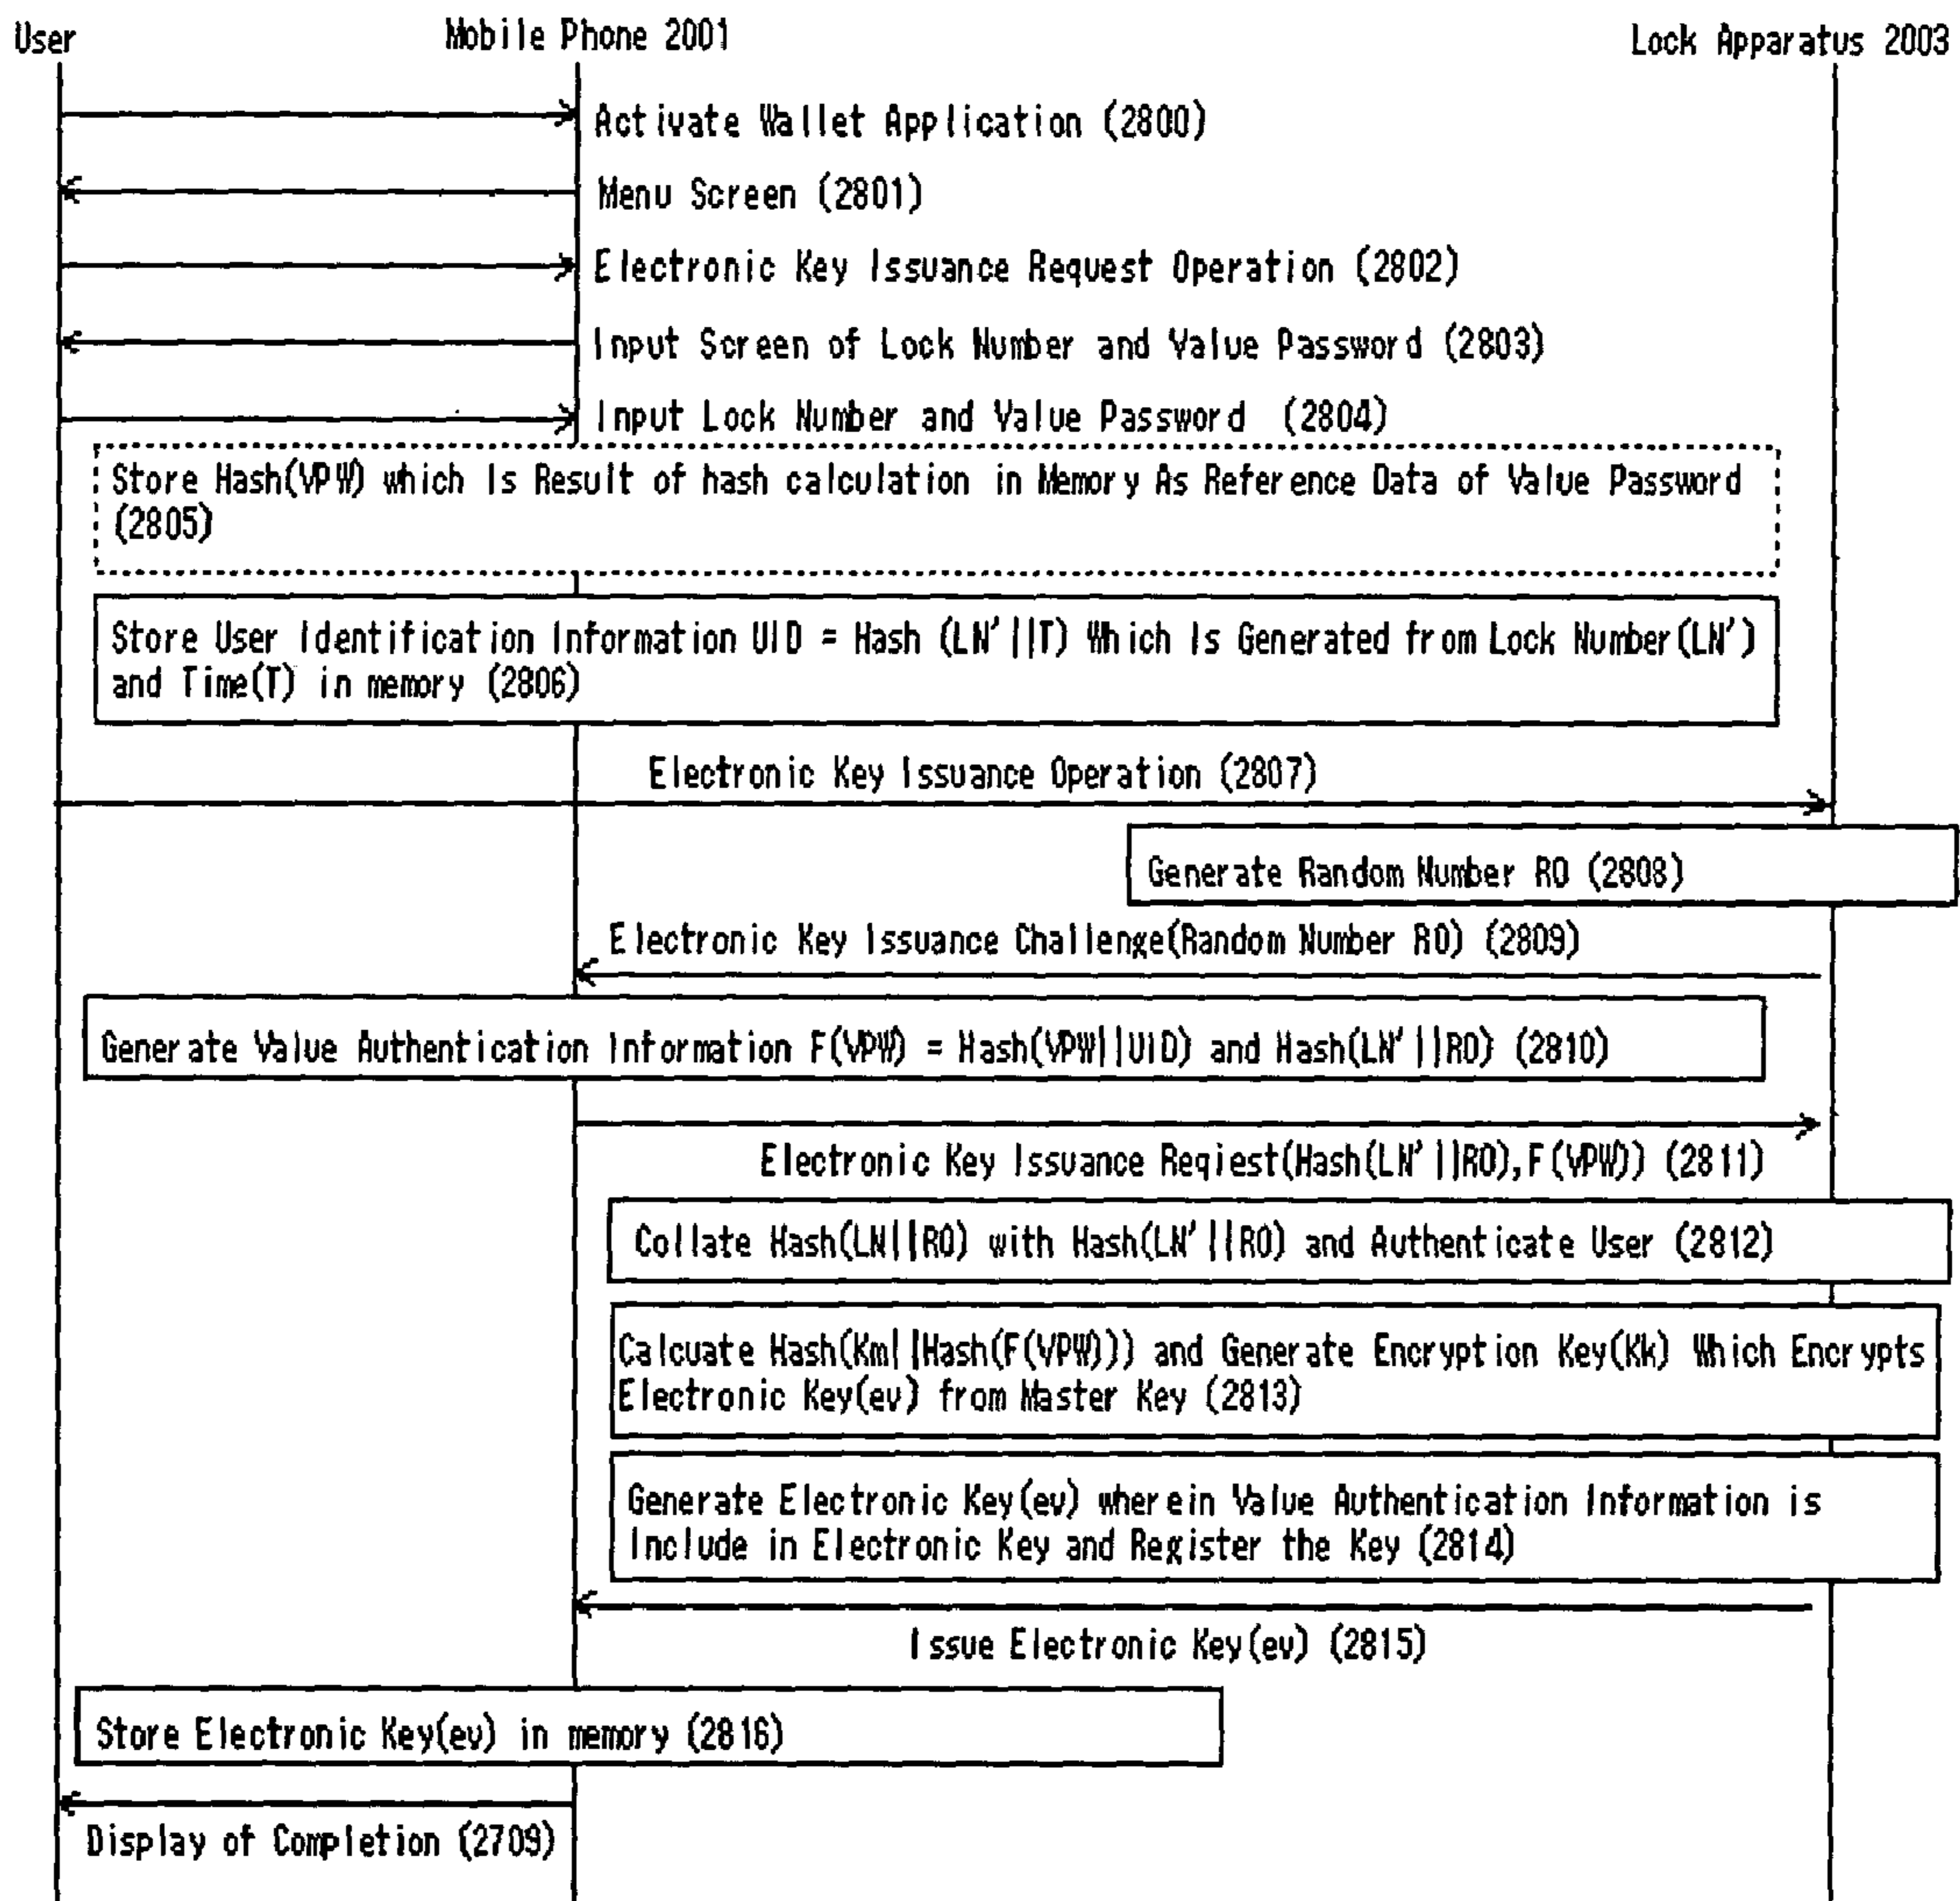 User
Mobile Phone 2001
Lock Apparatus 2003
Activate Wallet Application (2800)
Menu Screen (2801)
Electronic Key Issuance Request Operation (2802)
Input Screen of Lock Number and Value Password (2803)
Input Lock Number and Value Password (2804)
Store Hash(VPW) which Is Result of hash calculation in Memory As Reference Data of Value Password
(2805)
Store User Identification Information UID = Hash (LN'||T) Which Is Generated from Lock Number(LN')
and Time(T) in memory (2806)
Electronic Key Issuance Operation (2807)
Generate Random Number R0 (2808)
Electronic Key Issuance Challenge(Random Number R0) (2809)
Generate Value Authentication Information F(VPW) = Hash(VPW||UID) and Hash(LN'||R0) (2810)
Electronic Key Issuance Reqiest(Hash(LN'||R0),F(VPW)) (2811)
Collate Hash(LN||R0) with Hash(LN'||R0) and Authenticate User (2812)
Calcuate Hash(Km||Hash(F(VPW))) and Generate Encryption Key(Kk) Which Encrypts
Electronic Key(ev) from Master Key (2813)
Generate Electronic Key(ev) wherein Value Authentication Information is
Include in Electronic Key and Register the Key (2814)
Issue Electronic Key(ev) (2815)
Store Electronic Key(ev) in memory (2816)
Display of Completion (2709)